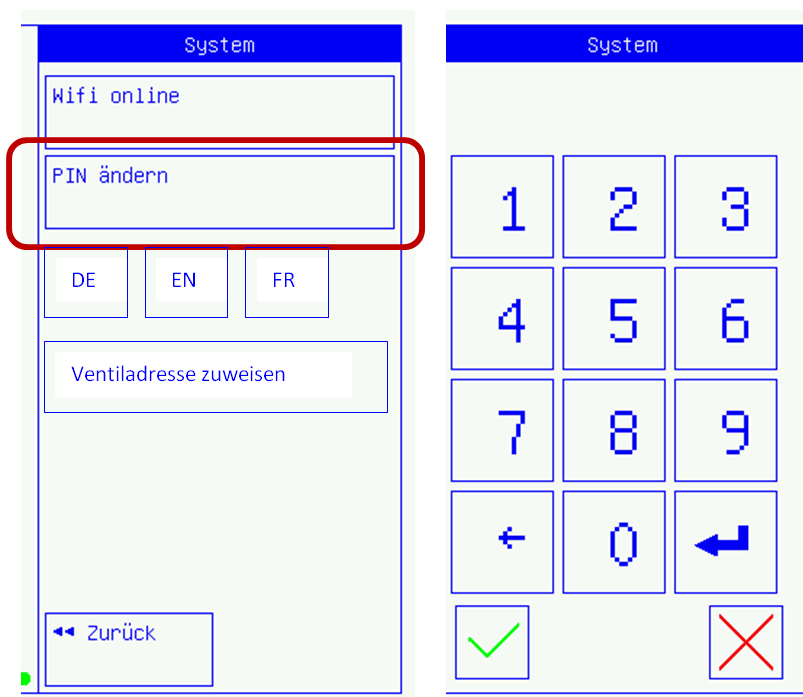 System
Wifi online
PIN ändern
DE EN FR
Ventiladresse zuweisen
Zurück
System
1 2 3
4 5 6
7 8 9
← 0 ↵